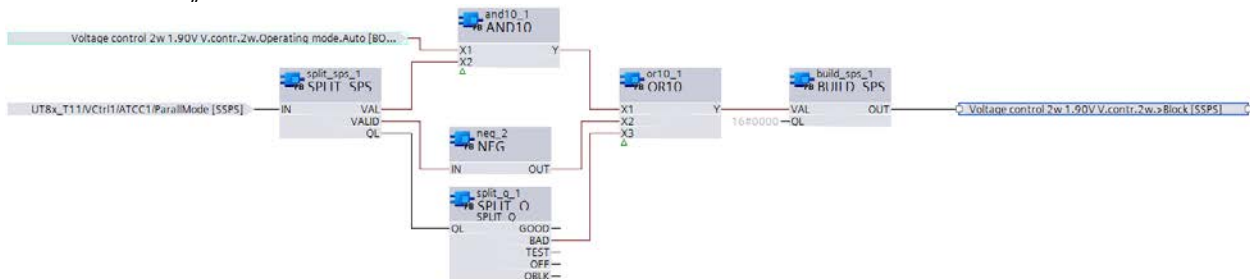 „
and10_1
AND10
Voltage control 2w 1.90V V.contr.2w.Operating mode.Auto [BO...
X1 Y
X2
split_sps_1
SPLIT_SPS
or10_1
OR10
build_sps_1
BUILD_SPS
UT8x_T11/VCtrl1/ATCC1/ParallMode [SSPS]
IN VAL
VALID
QL
X1 Y
X2
X3
VAL OUT
16#0000 QL
Voltage control 2w 1.90V V.contr.2w.>Block [SSPS]
neg_2
NEG
IN OUT
split_q_1
SPLIT_Q
SPLIT_Q
QL GOOD
BAD
TEST
OFF
OBLK